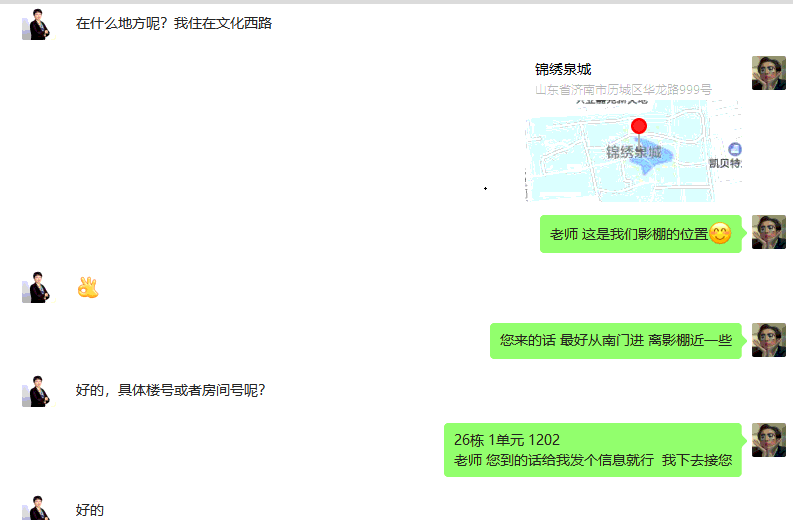 在什么地方呢？我住在文化西路
锦绣泉城
山东省济南市历城区华龙路999号
锦绣泉城
凯贝特
老师 这是我们影棚的位置😊
👌
您来的话 最好从南门进 离影棚近一些
好的，具体楼号或者房间号呢？
26栋 1单元 1202
老师 您到的话给我发个信息就行  我下去接您
好的